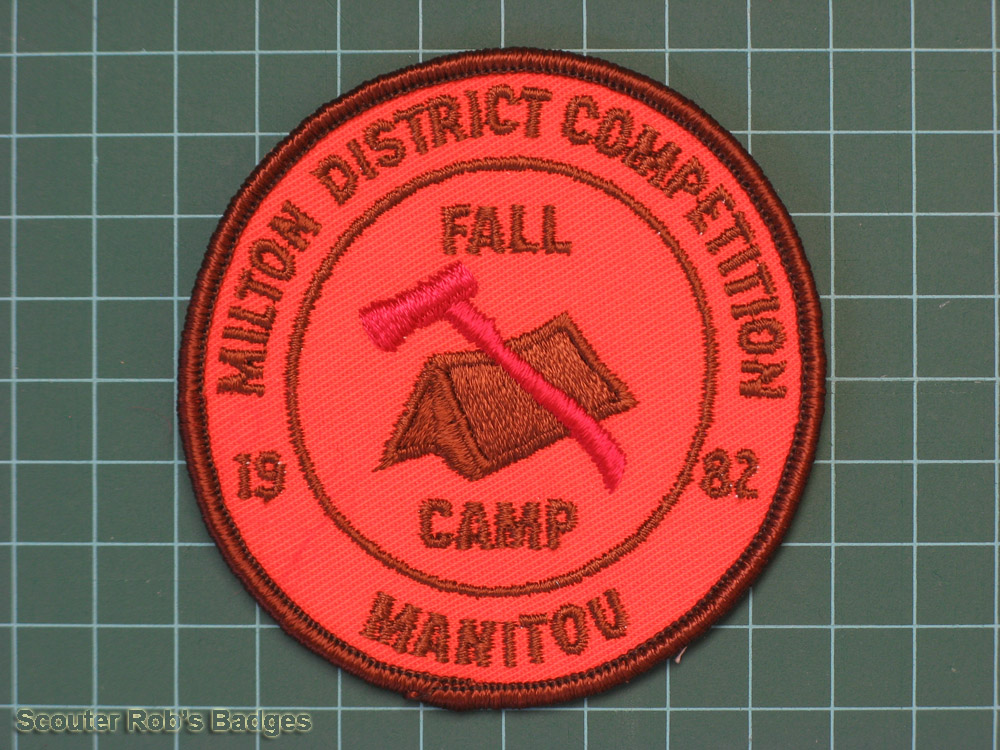 MILTON DISTRICT COMPETITION
FALL
19 82
CAMP
MANITOU
Scouter Rob's Badges